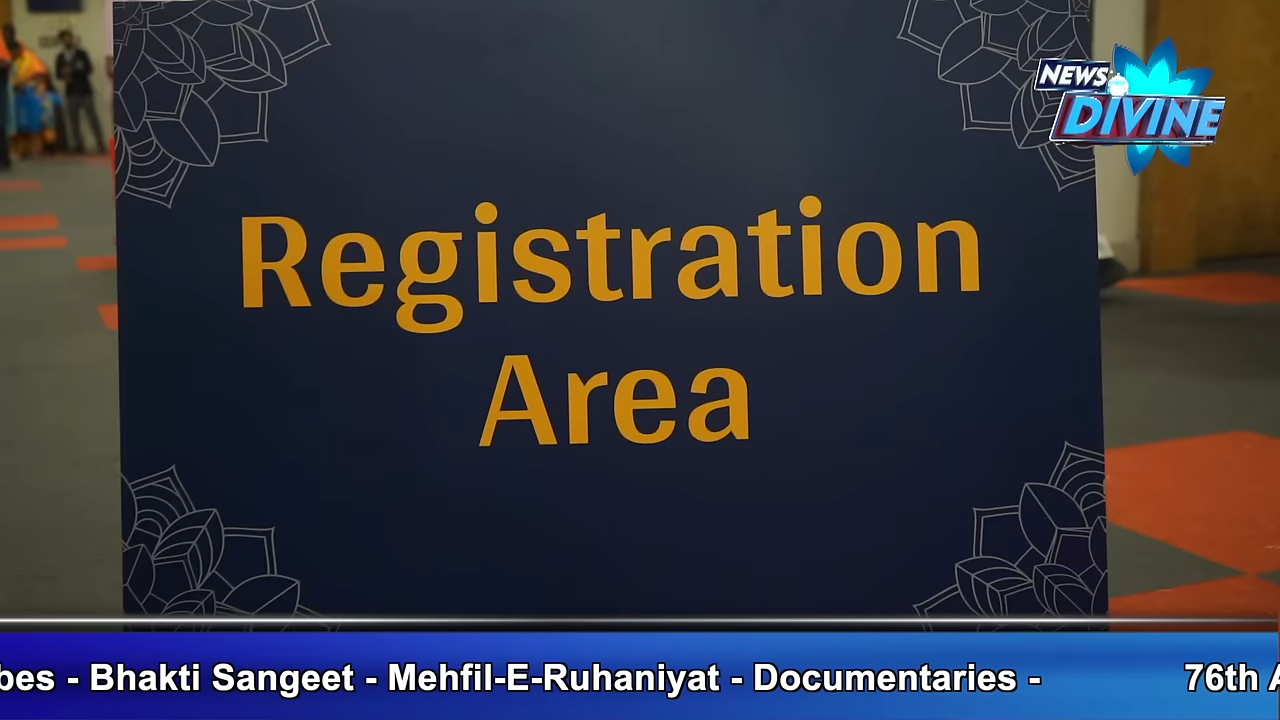 NEWS
DIVINE
Registration
Area
- Bhakti Sangeet - Mehfil-E-Ruhaniyat - Documentaries - 76th